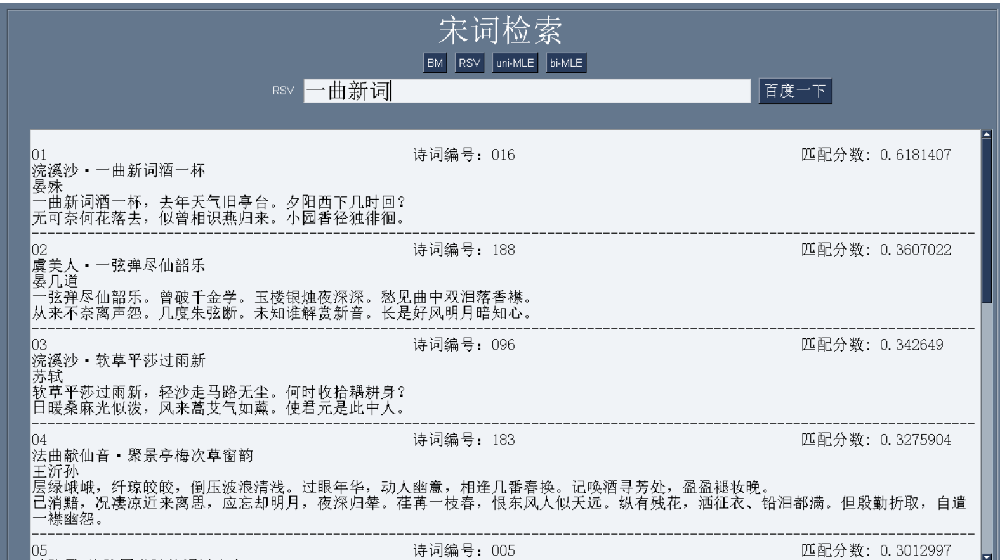 宋词检索
BM RSV uni-MLE bi-MLE
RSV 一曲新词 百度一下
01 诗词编号：016 匹配分数：0.6181407
浣溪沙·一曲新词酒一杯
晏殊
一曲新词酒一杯，去年天气旧亭台。夕阳西下几时回？
无可奈何花落去，似曾相识燕归来。小园香径独徘徊。
02 诗词编号：188 匹配分数：0.3607022
虞美人·一弦弹尽仙韶乐
晏几道
一弦弹尽仙韶乐。曾破千金学。玉楼银烛夜深深。愁见曲中双泪落香襟。
从来不奈离声怨。几度朱弦断。未知谁解赏新音。长是好风明月暗知心。
03 诗词编号：096 匹配分数：0.342649
浣溪沙·软草平莎过雨新
苏轼
软草平莎过雨新，轻沙走马路无尘。何时收拾耦耕身？
日暖桑麻光似泼，风来蒿艾气如薰。使君元是此中人。
04 诗词编号：183 匹配分数：0.3275904
法曲献仙音·聚景亭梅次草窗韵
王沂孙
层绿峨峨，纤琼皎皎，倒压波浪清浅。过眼年华，动人幽意，相逢几番春换。记唤酒寻芳处，盈盈褪妆晚。
已消黯，况凄凉近来离思，应忘却明月，夜深归辇。荏苒一枝春，恨东风人似天远。纵有残花，洒征衣、铅泪都满。但殷勤折取，自遣
一襟幽怨。
05 诗词编号：005 匹配分数：0.3012997